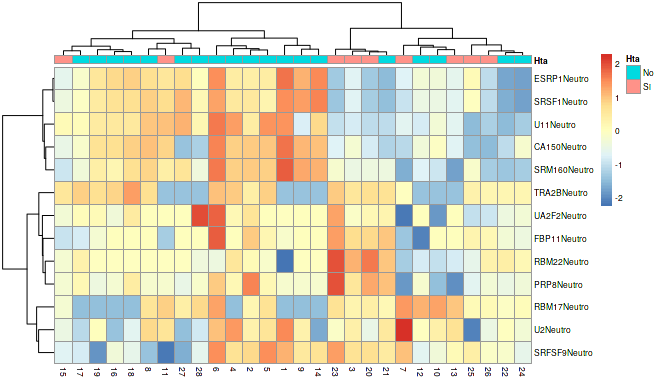 Hta
ESRP1Neutro
SRSF1Neutro
U11Neutro
CA150Neutro
SRM160Neutro
TRA2BNeutro
UA2F2Neutro
FBP11Neutro
RBM22Neutro
PRP8Neutro
RBM17Neutro
U2Neutro
SRFSF9Neutro
15 17 19 16 18 8 11 27 28 6 4 2 5 1 9 14 23 3 20 21 7 12 10 13 25 26 22 24
2
1
0
-1
-2
Hta
No
SI